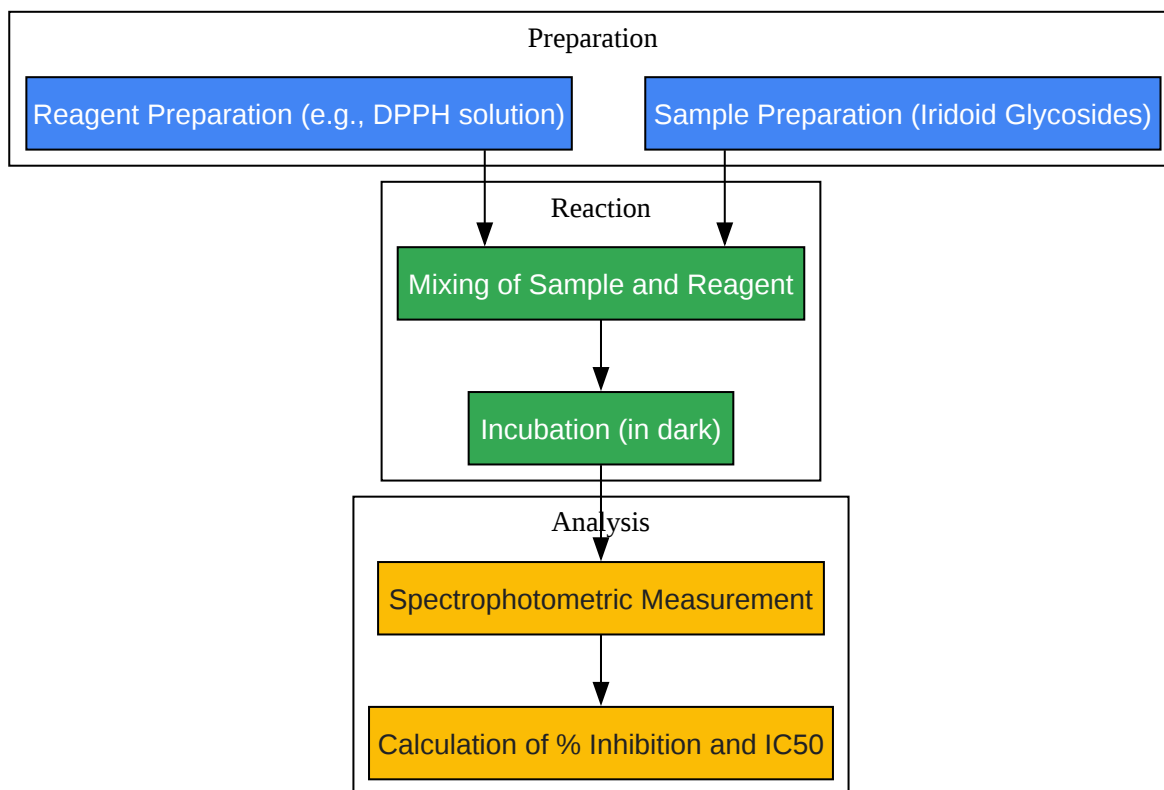 Preparation
Reagent Preparation (e.g., DPPH solution)
Sample Preparation (Iridoid Glycosides)
Reaction
Mixing of Sample and Reagent
Incubation (in dark)
Analysis
Spectrophotometric Measurement
Calculation of % Inhibition and IC50